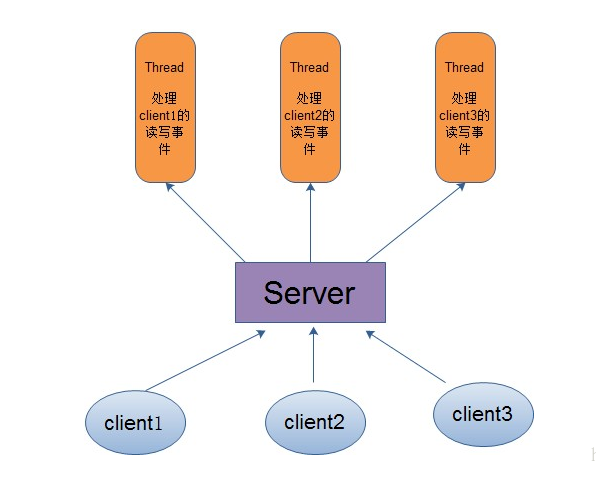 Thread
Thread
Thread
处理
client1的
读写事
件
处理
client2的
读写事
件
处理
client3的
读写事
件
Server
client1
client2
client3